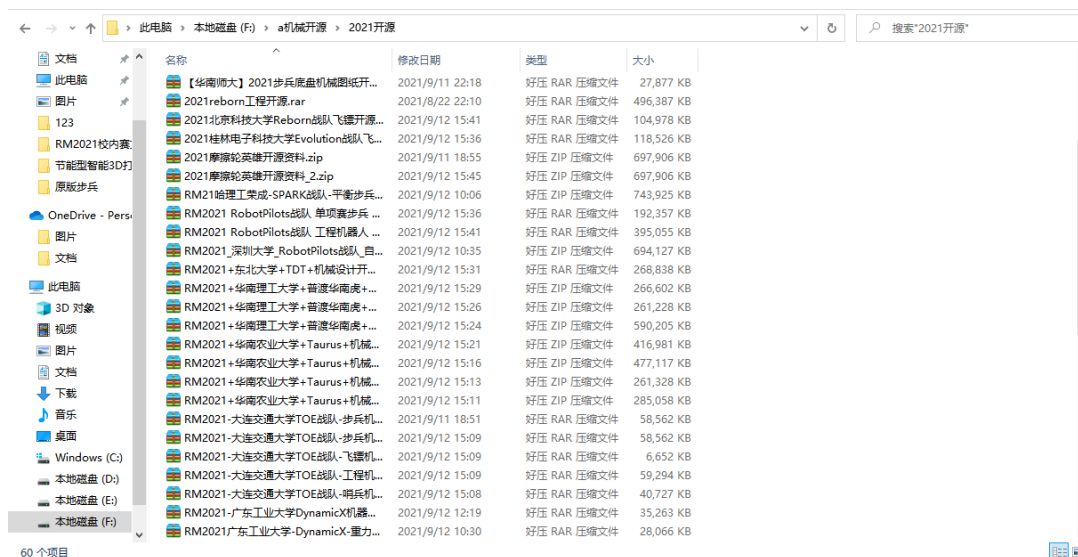 此电脑 › 本地磁盘 (F:) › a机械开源 › 2021开源
搜索"2021开源"
文档
此电脑
图片
123
RM2021校内赛
节能型智能3D打
原版步兵
OneDrive - Pers
图片
文档
此电脑
3D 对象
视频
图片
文档
下载
音乐
桌面
Windows (C:)
本地磁盘 (D:)
本地磁盘 (E:)
本地磁盘 (F:)
名称 修改日期 类型 大小
【华南师大】2021步兵底盘机械图纸开... 2021/9/11 22:18 好压 RAR 压缩文件 27,877 KB
2021reborn工程开源.rar 2021/8/22 22:10 好压 RAR 压缩文件 496,387 KB
2021北京科技大学Reborn战队飞镖开源... 2021/9/12 15:41 好压 RAR 压缩文件 104,978 KB
2021桂林电子科技大学Evolution战队飞... 2021/9/12 15:36 好压 RAR 压缩文件 118,526 KB
2021摩擦轮英雄开源资料.zip 2021/9/11 18:55 好压 ZIP 压缩文件 697,906 KB
2021摩擦轮英雄开源资料_2.zip 2021/9/12 15:45 好压 ZIP 压缩文件 697,906 KB
RM21哈理工荣成-SPARK战队-平衡步兵... 2021/9/12 10:06 好压 ZIP 压缩文件 743,925 KB
RM2021 RobotPilots战队 单项赛步兵 ... 2021/9/12 15:36 好压 RAR 压缩文件 192,357 KB
RM2021 RobotPilots战队 工程机器人 ... 2021/9/12 15:41 好压 RAR 压缩文件 395,055 KB
RM2021_深圳大学_RobotPilots战队_自... 2021/9/12 10:35 好压 ZIP 压缩文件 694,127 KB
RM2021+东北大学+TDT+机械设计开... 2021/9/12 15:31 好压 RAR 压缩文件 268,838 KB
RM2021+华南理工大学+普渡华南虎+... 2021/9/12 15:29 好压 ZIP 压缩文件 266,602 KB
RM2021+华南理工大学+普渡华南虎+... 2021/9/12 15:26 好压 ZIP 压缩文件 261,228 KB
RM2021+华南理工大学+普渡华南虎+... 2021/9/12 15:24 好压 ZIP 压缩文件 590,205 KB
RM2021+华南农业大学+Taurus+机械... 2021/9/12 15:21 好压 ZIP 压缩文件 416,981 KB
RM2021+华南农业大学+Taurus+机械... 2021/9/12 15:16 好压 ZIP 压缩文件 477,117 KB
RM2021+华南农业大学+Taurus+机械... 2021/9/12 15:13 好压 ZIP 压缩文件 261,328 KB
RM2021+华南农业大学+Taurus+机械... 2021/9/12 15:11 好压 ZIP 压缩文件 285,058 KB
RM2021-大连交通大学TOE战队-步兵机... 2021/9/11 18:51 好压 RAR 压缩文件 58,562 KB
RM2021-大连交通大学TOE战队-步兵机... 2021/9/12 15:09 好压 RAR 压缩文件 58,562 KB
RM2021-大连交通大学TOE战队-飞镖机... 2021/9/12 15:09 好压 RAR 压缩文件 6,652 KB
RM2021-大连交通大学TOE战队-工程机... 2021/9/12 15:09 好压 RAR 压缩文件 59,294 KB
RM2021-大连交通大学TOE战队-哨兵机... 2021/9/12 15:08 好压 RAR 压缩文件 40,727 KB
RM2021-广东工业大学DynamicX机器... 2021/9/12 12:19 好压 RAR 压缩文件 35,263 KB
RM2021广东工业大学-DynamicX-重力... 2021/9/12 10:30 好压 RAR 压缩文件 28,066 KB
60 个项目